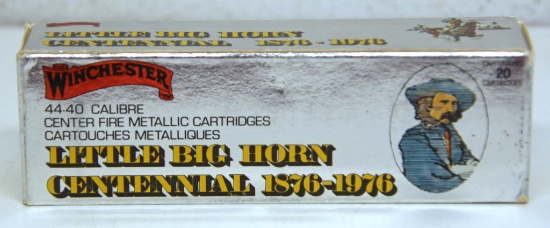 LITTLE BIG HORN
CENTENNIAL 1876-1976
WINCHESTER
44-40 CALIBRE
CENTER FIRE METALLIC CARTRIDGES
CARTOUCHES METALLIQUES
LITTLE BIG HORN
CENTENNIAL 1876-1976
20
CARTRIDGES